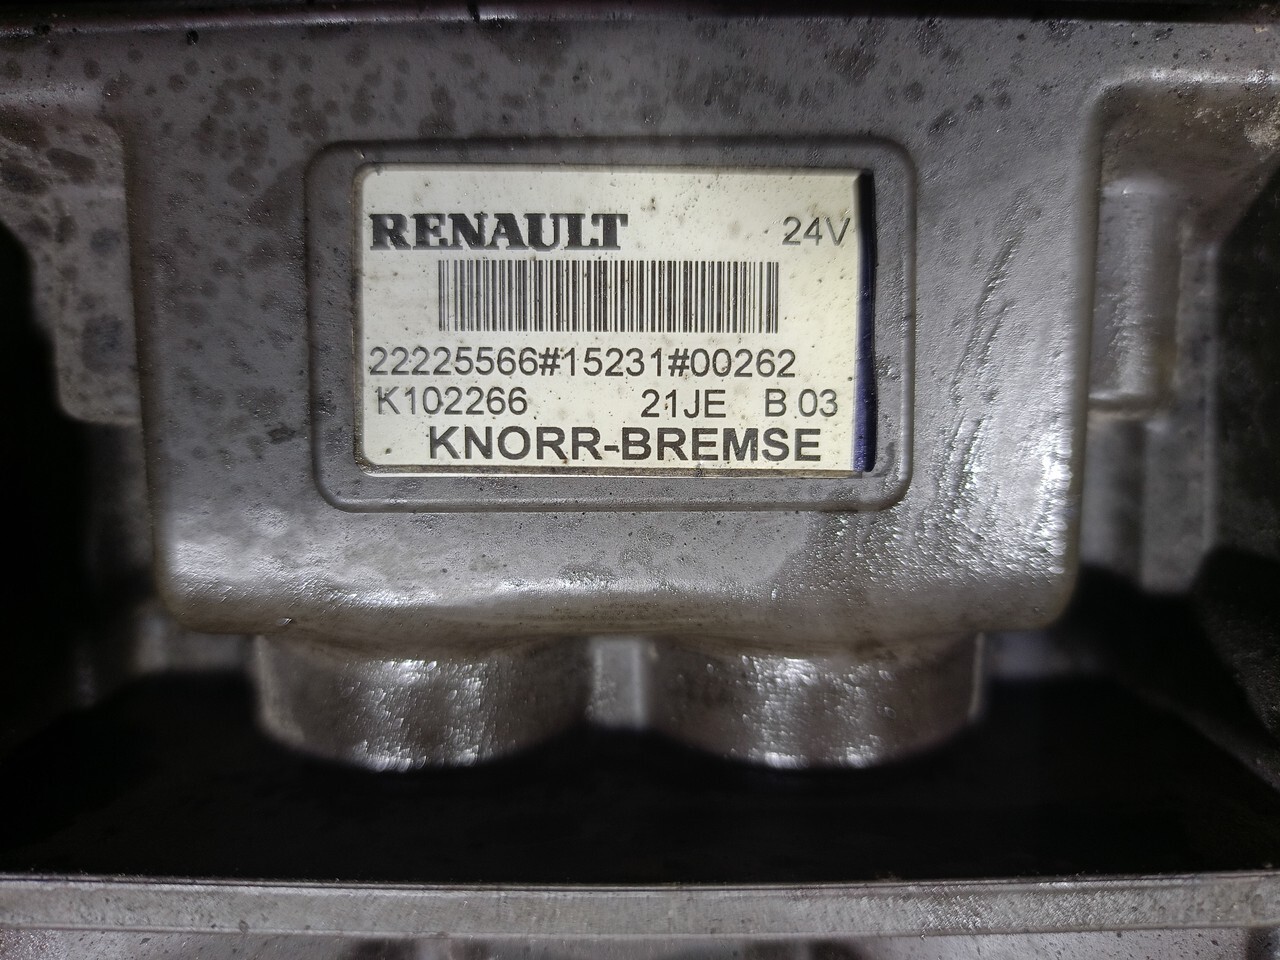 RENAULT 24V
22225566#15231#00262
K102266 21JE B 03
KNORR-BREMSE